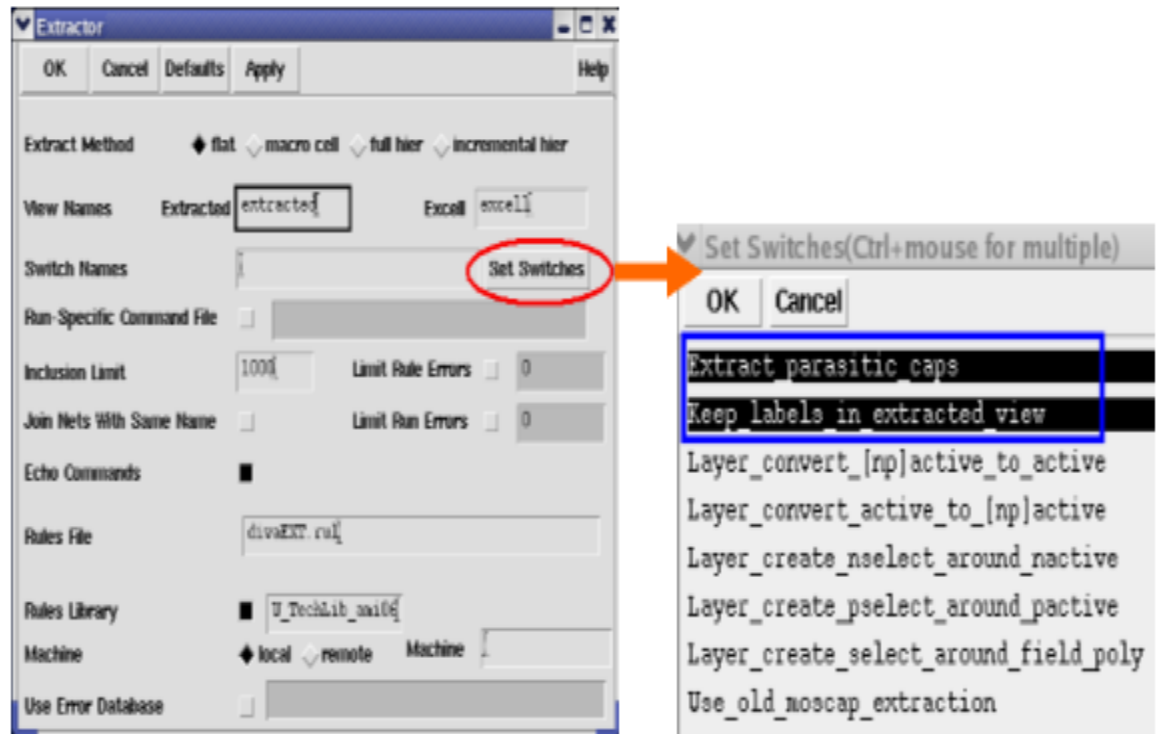 Extractor
OK Cancel Defaults Apply Help
Extract Method flat macro cell full hier incremental hier
View Names Extracted extracted Excell excell
Switch Names Set Switches
Run-Specific Command File
Inclusion Limit 1000 Limit Rule Errors 0
Join Nets With Same Name Limit Run Errors 0
Echo Commands
Rules File divaEXT.rul
Rules Library U_TechLib_ami06
Machine local remote Machine
Use Error Database
Set Switches(Ctrl+mouse for multiple)
OK Cancel
Extract_parasitic_caps
Keep_labels_in_extracted_view
Layer_convert_[np]active_to_active
Layer_convert_active_to_[np]active
Layer_create_nselect_around_nactive
Layer_create_pselect_around_pactive
Layer_create_select_around_field_poly
Use_old_moscap_extraction